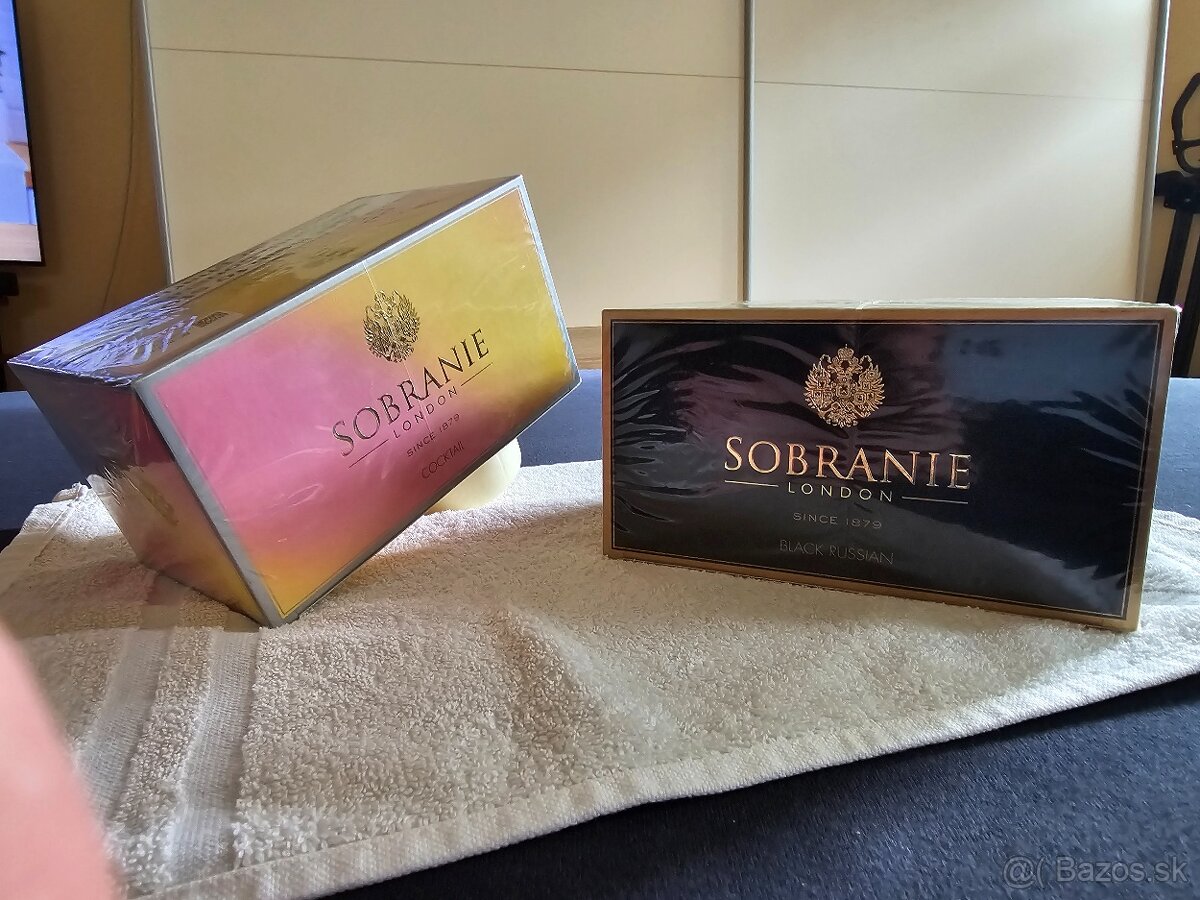 SOBRANIE
LONDON
SINCE 1879
COCKTAIL
SOBRANIE
LONDON
SINCE 1879
BLACK RUSSIAN
@( Bazos.sk